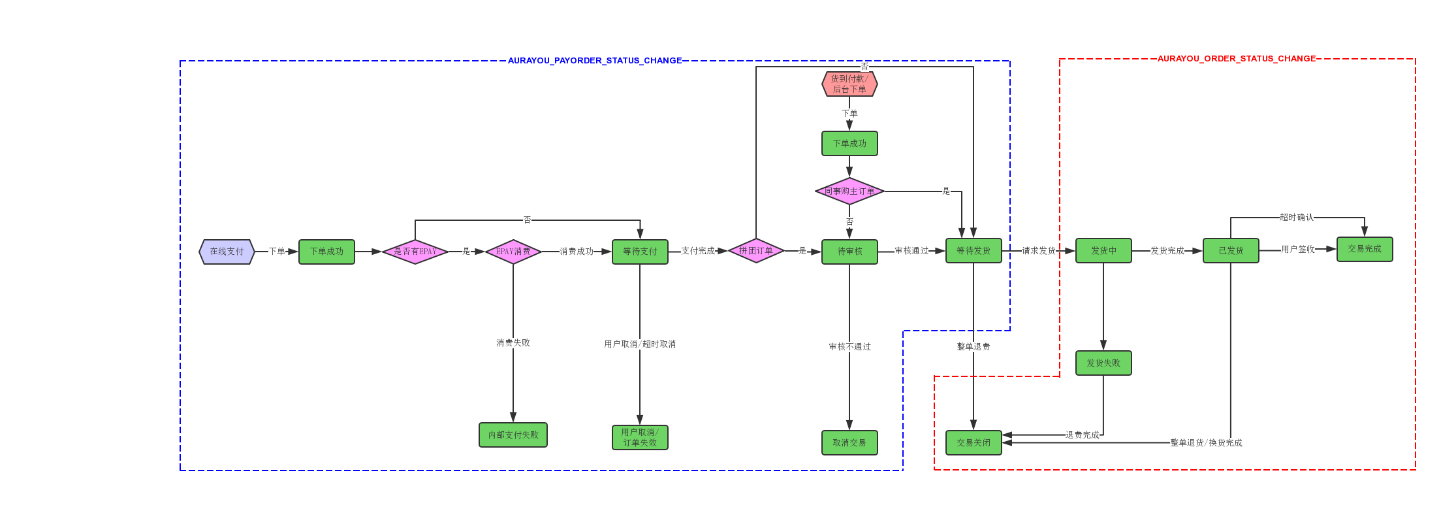 AURAYOU_PAYORDER_STATUS_CHANGE
AURAYOU_ORDER_STATUS_CHANGE
否
货到付款/
后台下单
下单
下单成功
同事购主订单
是
否
否
在线支付
下单
下单成功
是否有EPAY
是
EPAY消费
消费成功
等待支付
支付完成
拼团订单
是
待审核
审核通过
等待发货
请求发货
发货中
发货完成
已发货
超时确认
用户签收
交易完成
消费失败
用户取消/超时取消
审核不通过
整单退费
发货失败
内部支付失败
用户取消/
订单失效
取消交易
交易关闭
退费完成
整单退货/换货完成